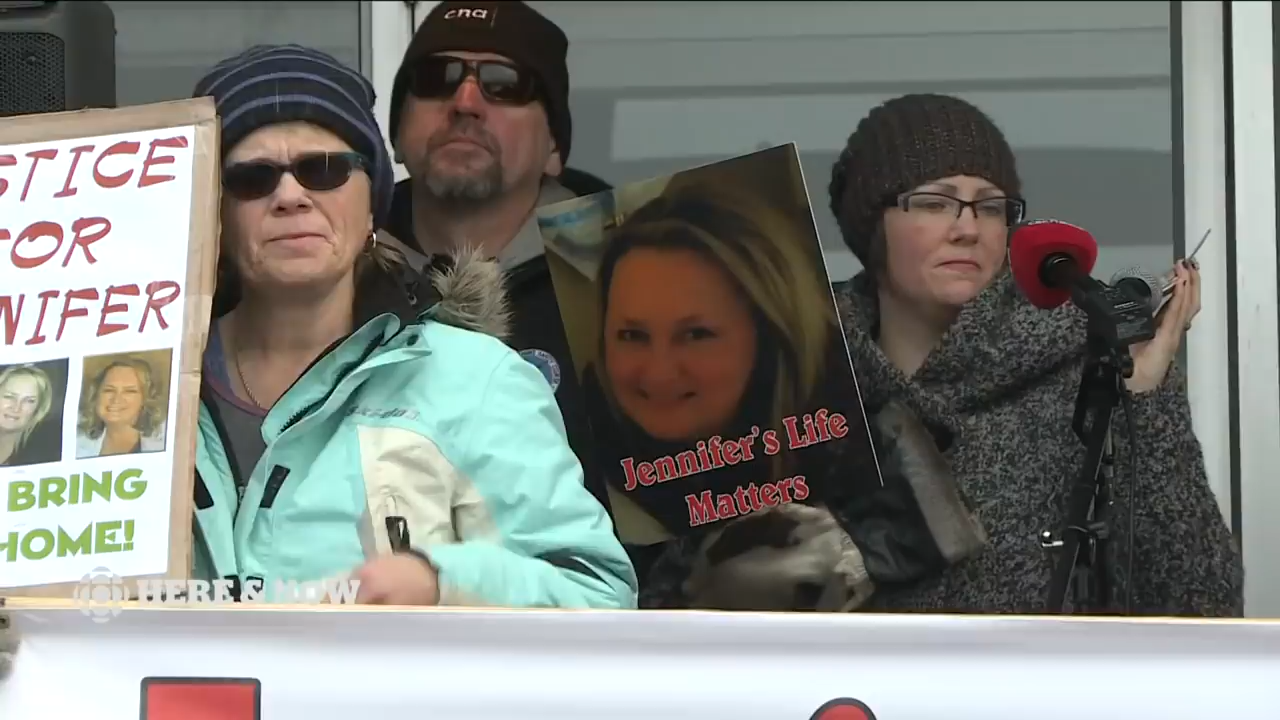 cna
STICE
FOR
NIFER
BRING
HOME!
Jennifer's Life
Matters
HERE & NOW